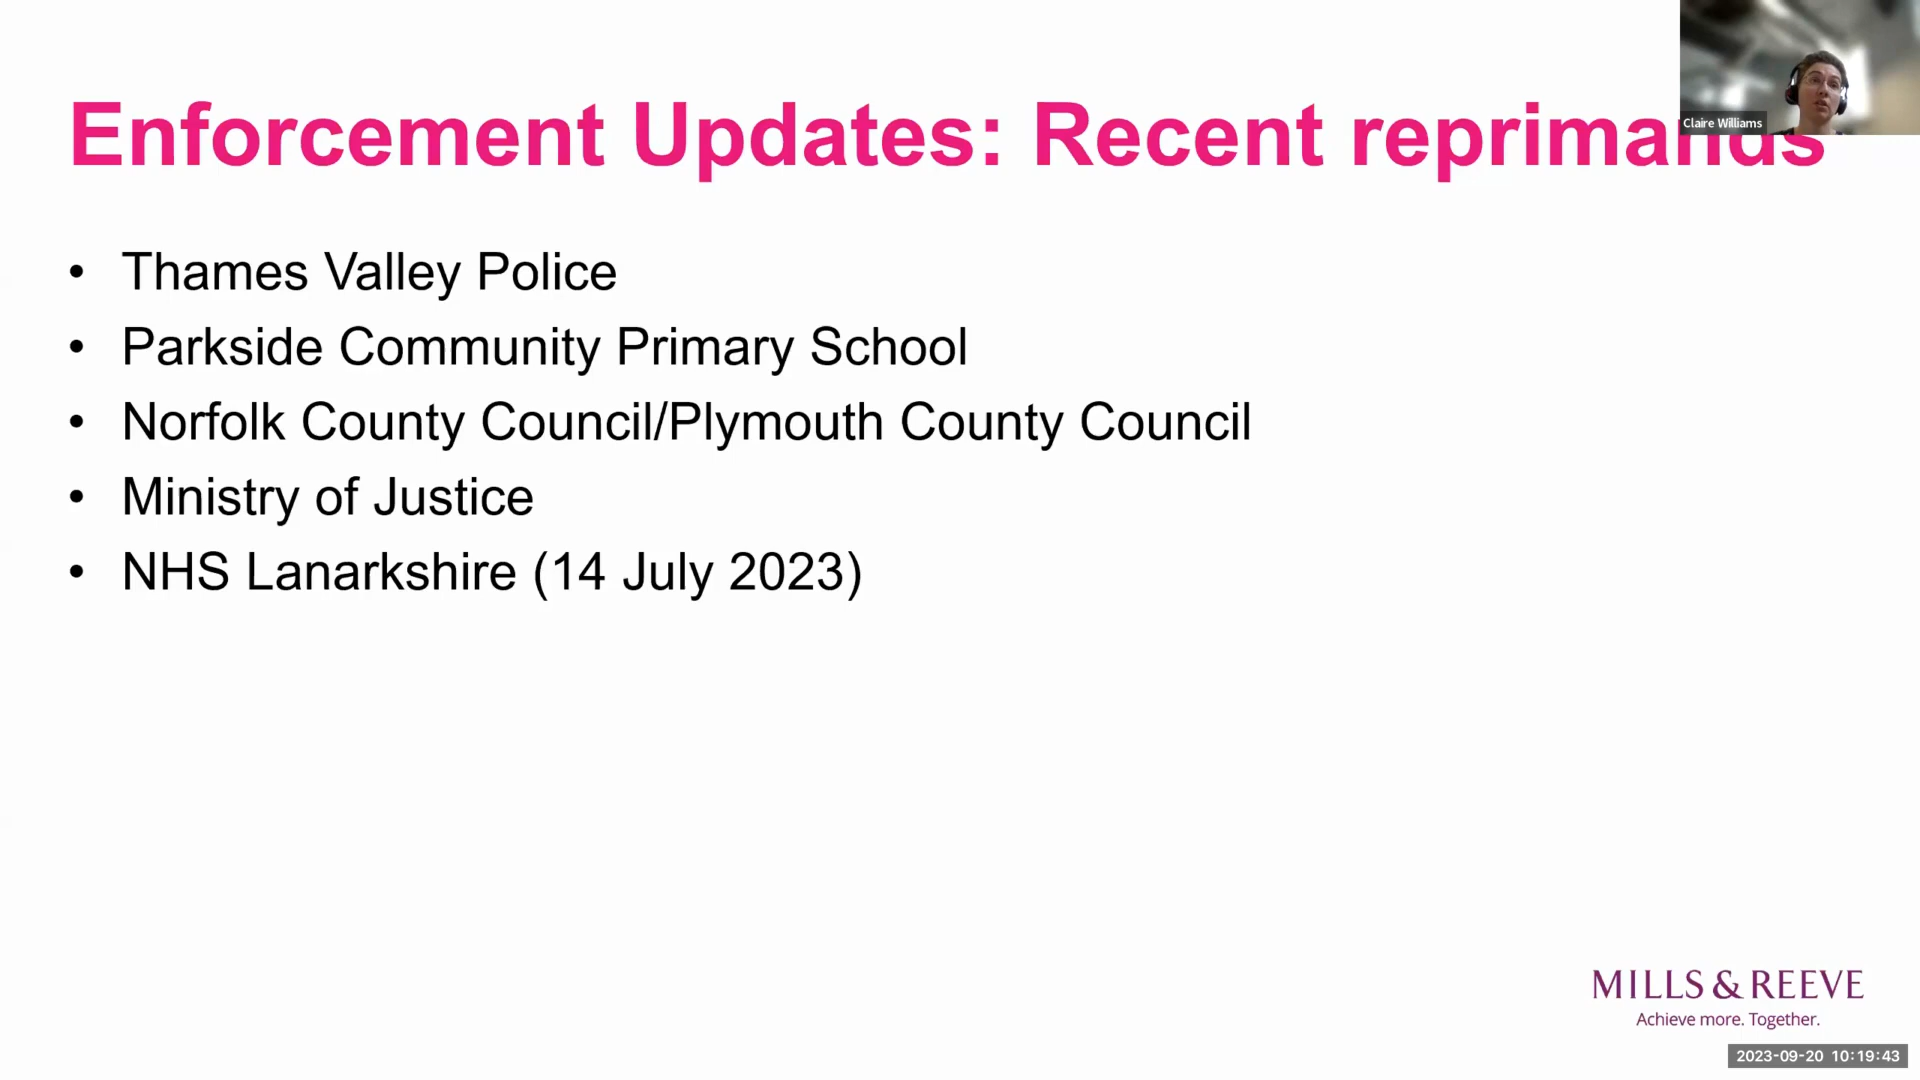 Claire Williams
Enforcement Updates: Recent reprimands
• Thames Valley Police
• Parkside Community Primary School
• Norfolk County Council/Plymouth County Council
• Ministry of Justice
• NHS Lanarkshire (14 July 2023)
MILLS & REEVE
Achieve more. Together.
2023-09-20 10:19:43